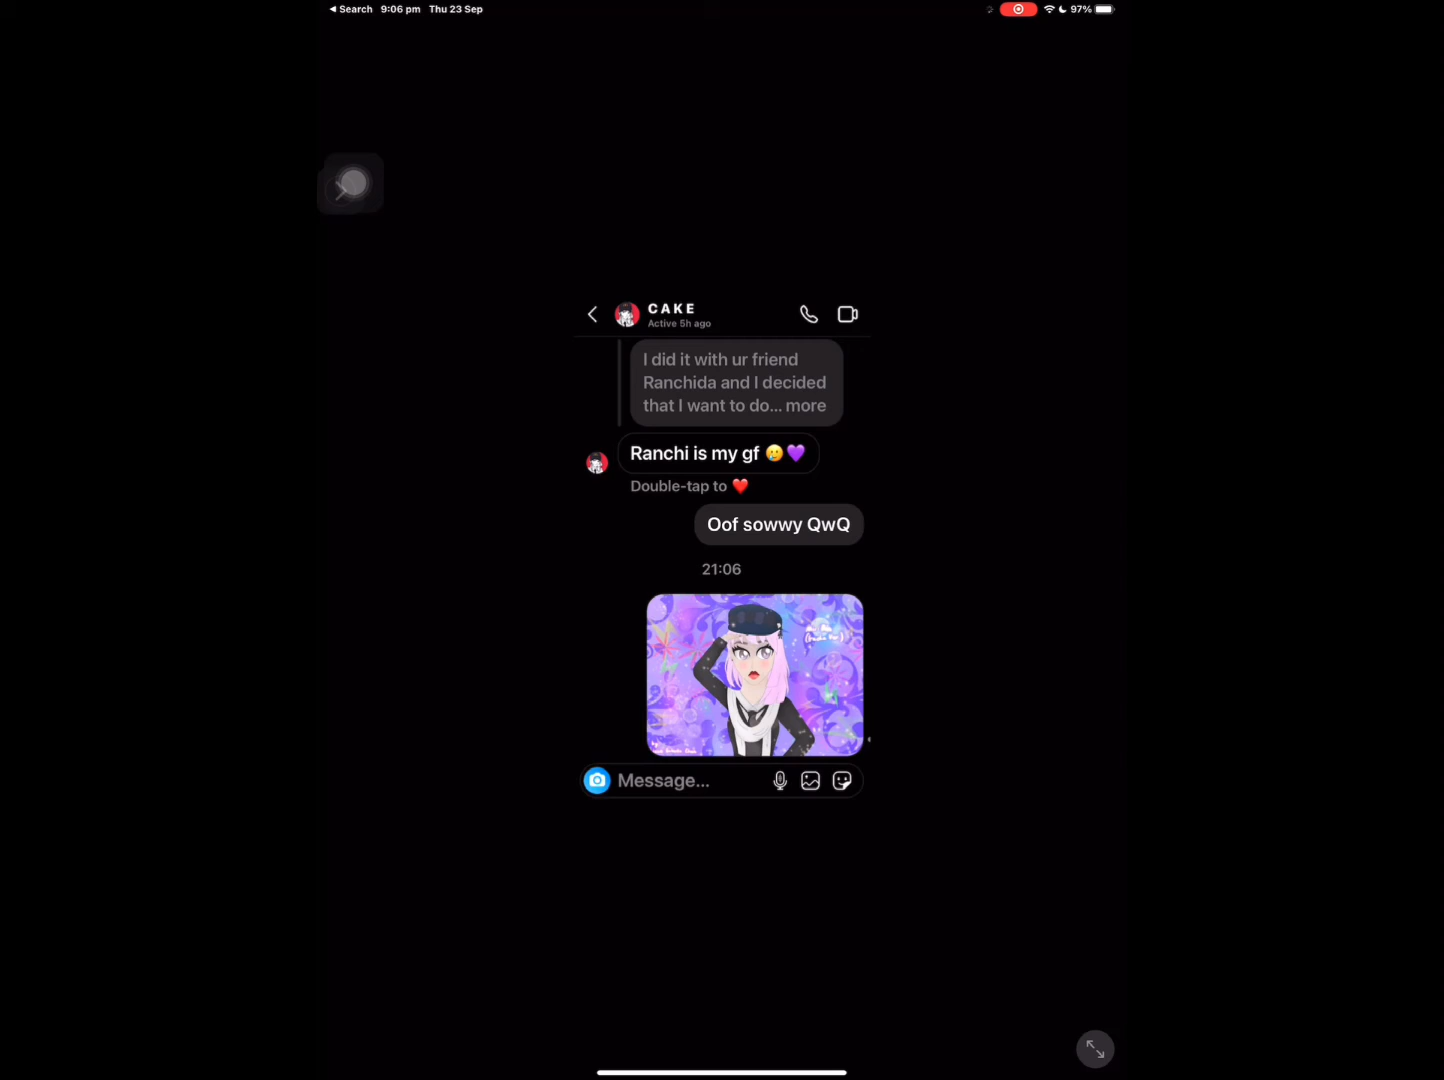 Search 9:06 pm Thu 23 Sep
97%
CAKE
Active 5h ago
I did it with ur friend
Ranchida and I decided
that I want to do... more
Ranchi is my gf 🥲💜
Double-tap to ❤️
Oof sowwy QwQ
21:06
Message...